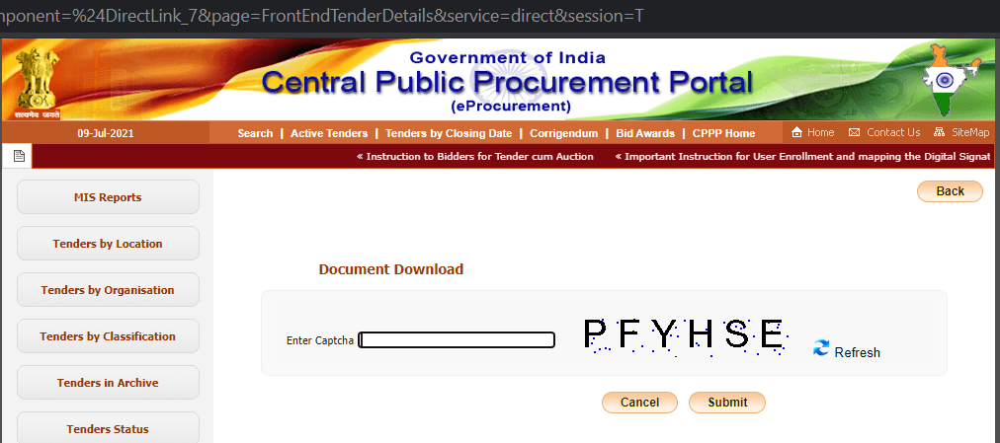 mponent=%24DirectLink_7&page=FrontEndTenderDetails&service=direct&session=T
Government of India
Central Public Procurement Portal
(eProcurement)
सत्यमेव जयते
09-Jul-2021
Search | Active Tenders | Tenders by Closing Date | Corrigendum | Bid Awards | CPPP Home
Home
Contact Us
SiteMap
« Instruction to Bidders for Tender cum Auction « Important Instruction for User Enrollment and mapping the Digital Signat
MIS Reports
Tenders by Location
Tenders by Organisation
Tenders by Classification
Tenders in Archive
Tenders Status
Back
Document Download
Enter Captcha
PFYHSE
Refresh
Cancel
Submit